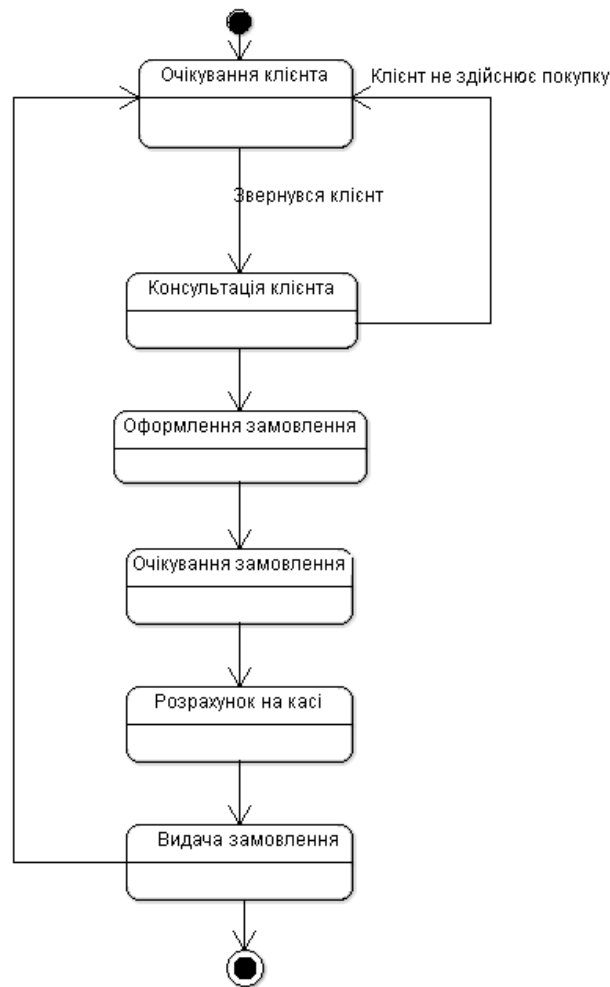 Очікування клієнта
Клієнт не здійснює покупку
Звернувся клієнт
Консультація клієнта
Оформлення замовлення
Очікування замовлення
Розрахунок на касі
Видача замовлення